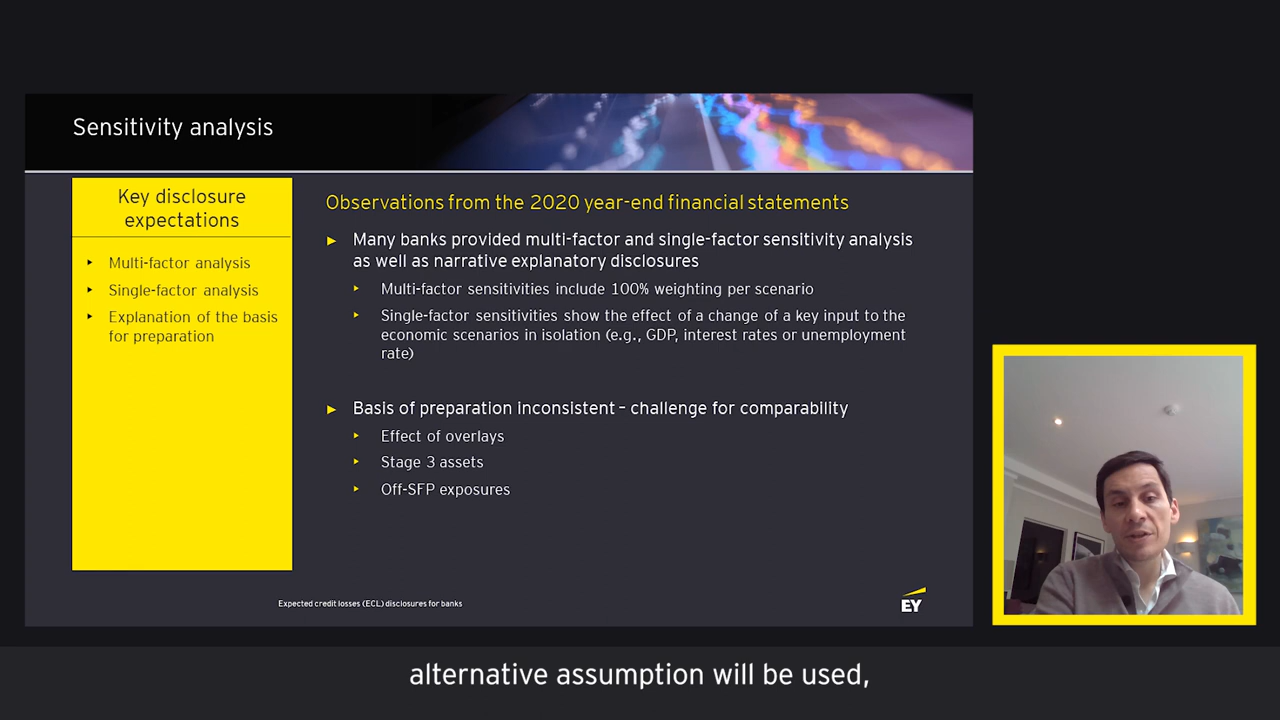 Sensitivity analysis
Key disclosure
expectations
‣ Multi-factor analysis
‣ Single-factor analysis
‣ Explanation of the basis
for preparation
Observations from the 2020 year-end financial statements
► Many banks provided multi-factor and single-factor sensitivity analysis
as well as narrative explanatory disclosures
‣ Multi-factor sensitivities include 100% weighting per scenario
‣ Single-factor sensitivities show the effect of a change of a key input to the
economic scenarios in isolation (e.g., GDP, interest rates or unemployment
rate)
► Basis of preparation inconsistent – challenge for comparability
‣ Effect of overlays
‣ Stage 3 assets
‣ Off-SFP exposures
Expected credit losses (ECL) disclosures for banks
EY
alternative assumption will be used,